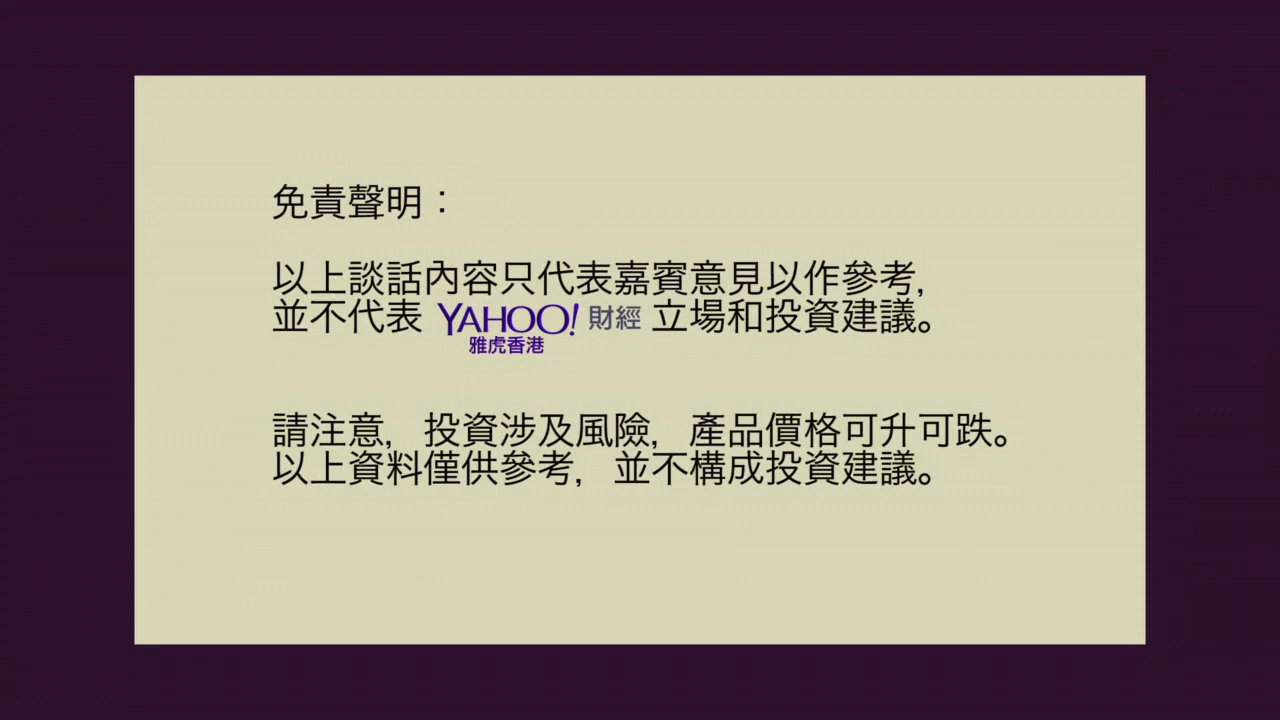 免責聲明：
以上談話內容只代表嘉賓意見以作參考,
並不代表 YAHOO! 財經 立場和投資建議。
雅虎香港
請注意, 投資涉及風險, 產品價格可升可跌。
以上資料僅供參考, 並不構成投資建議。